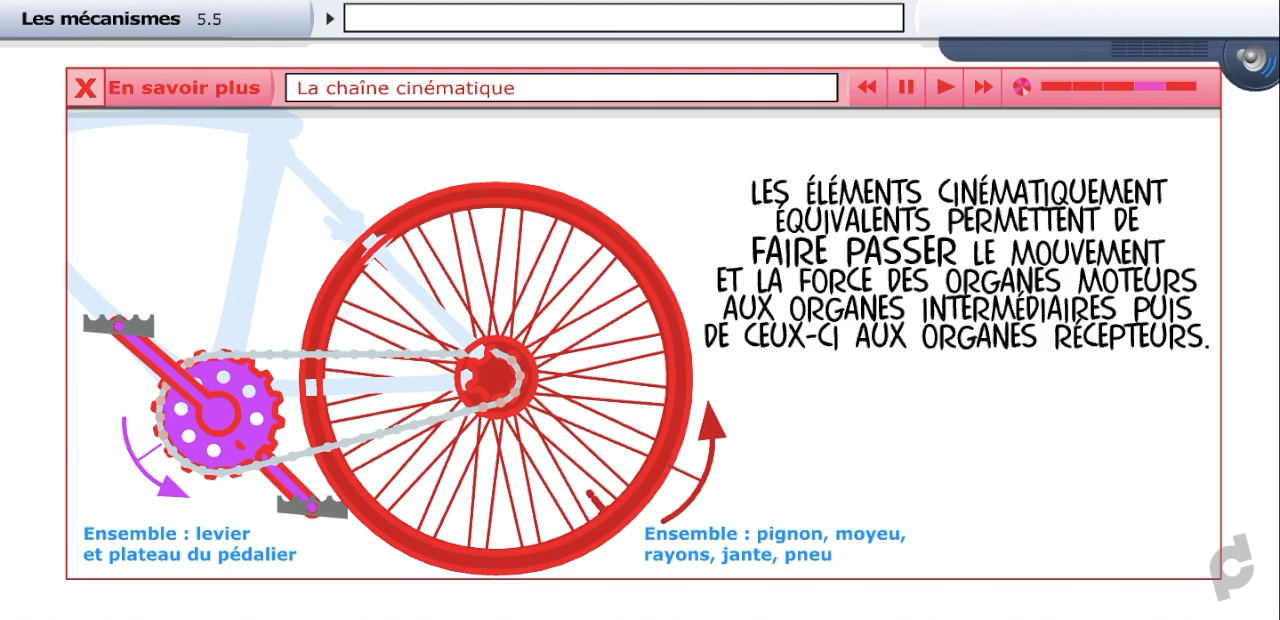 Les mécanismes 5.5
X En savoir plus La chaîne cinématique
LES ÉLÉMENTS CINÉMATIQUEMENT
ÉQUIVALENTS PERMETTENT DE
FAIRE PASSER LE MOUVEMENT
ET LA FORCE DES ORGANES MOTEURS
AUX ORGANES INTERMÉDIAIRES PUIS
DE CEUX-CI AUX ORGANES RÉCEPTEURS.
Ensemble : levier
et plateau du pédalier
Ensemble : pignon, moyeu,
rayons, jante, pneu